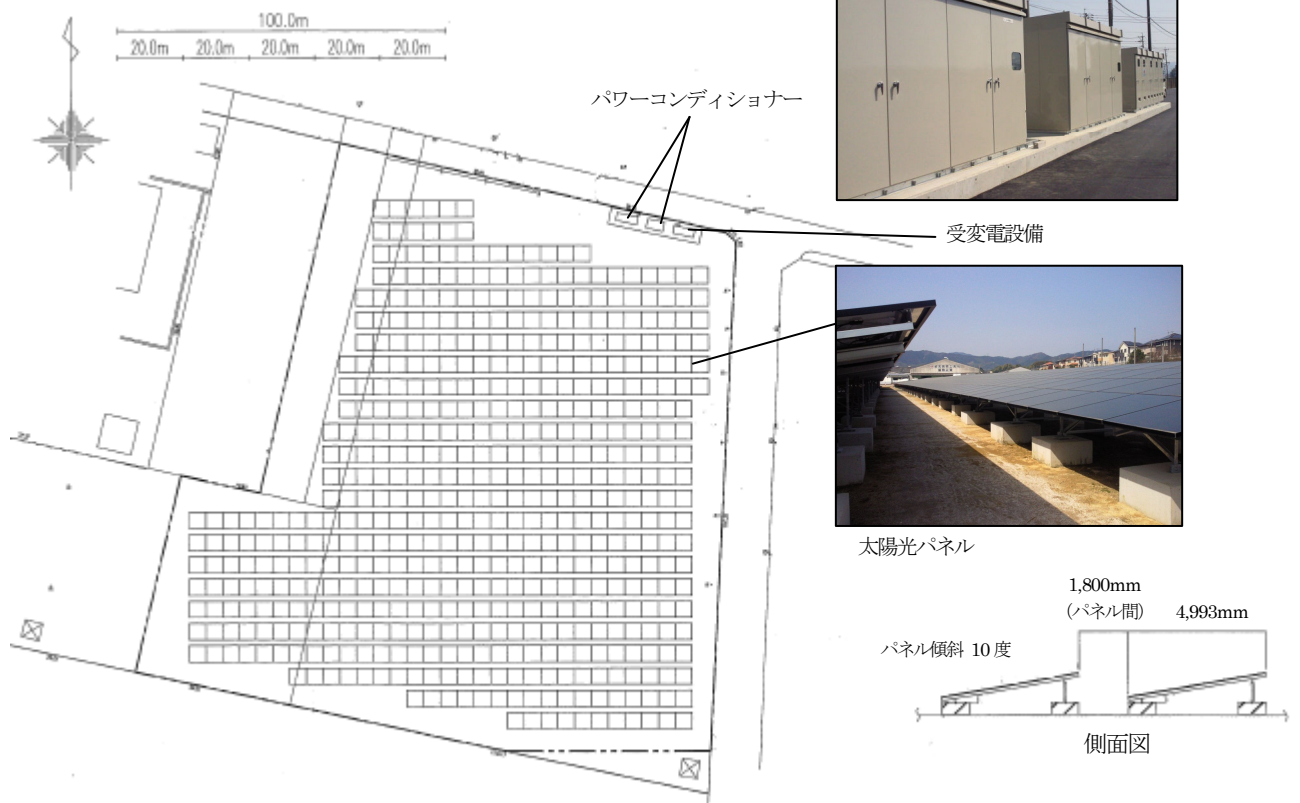 100.0m
20.0m 20.0m 20.0m 20.0m 20.0m
パワーコンディショナー
受変電設備
太陽光パネル
1,800mm
(パネル間) 4,993mm
パネル傾斜 10 度
側面図